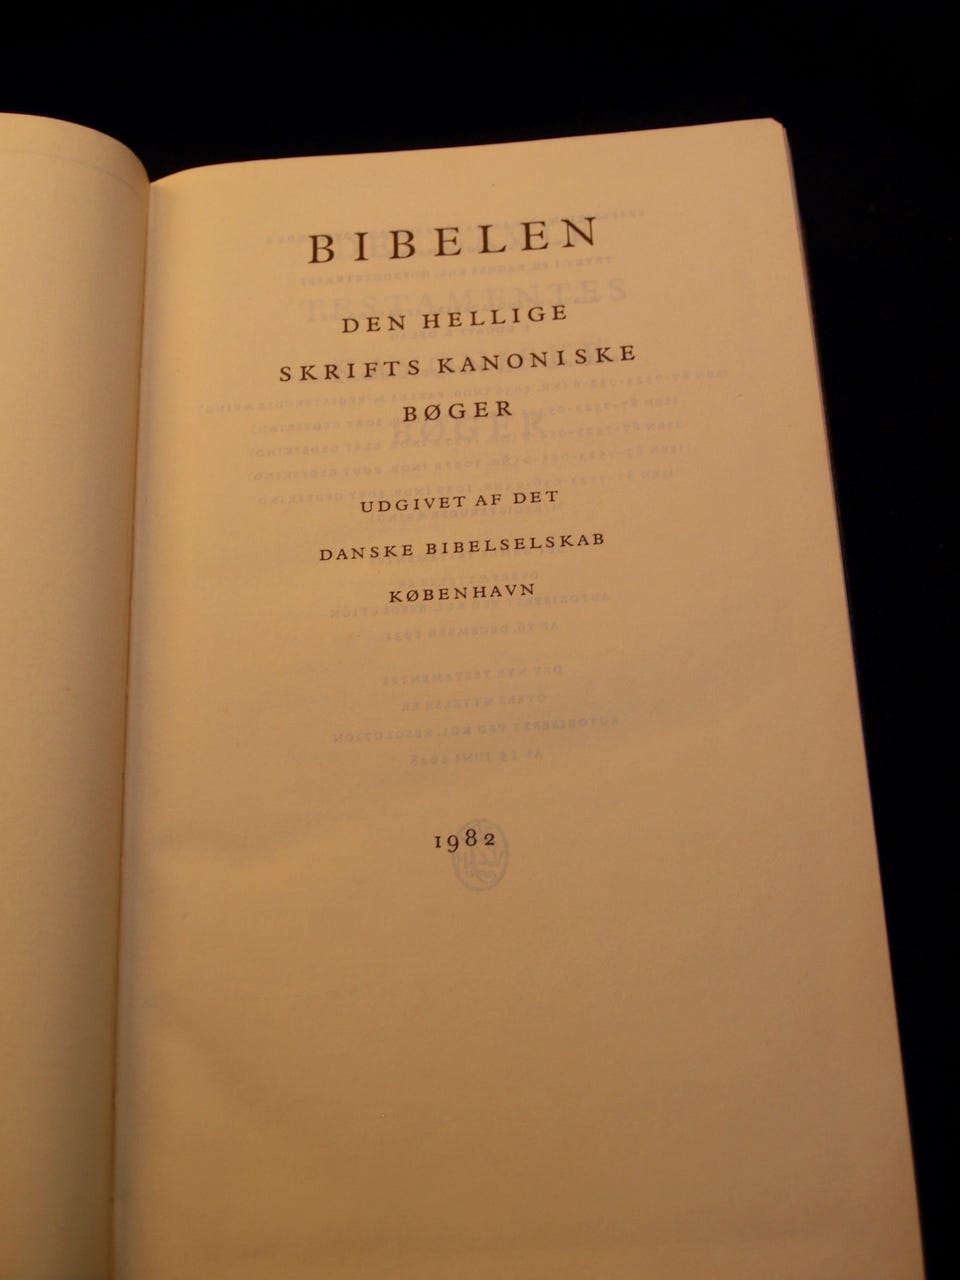 BIBELEN
DEN HELLIGE
SKRIFTS KANONISKE
BØGER
UDGIVET AF DET
DANSKE BIBELSELSKAB
KØBENHAVN
1982